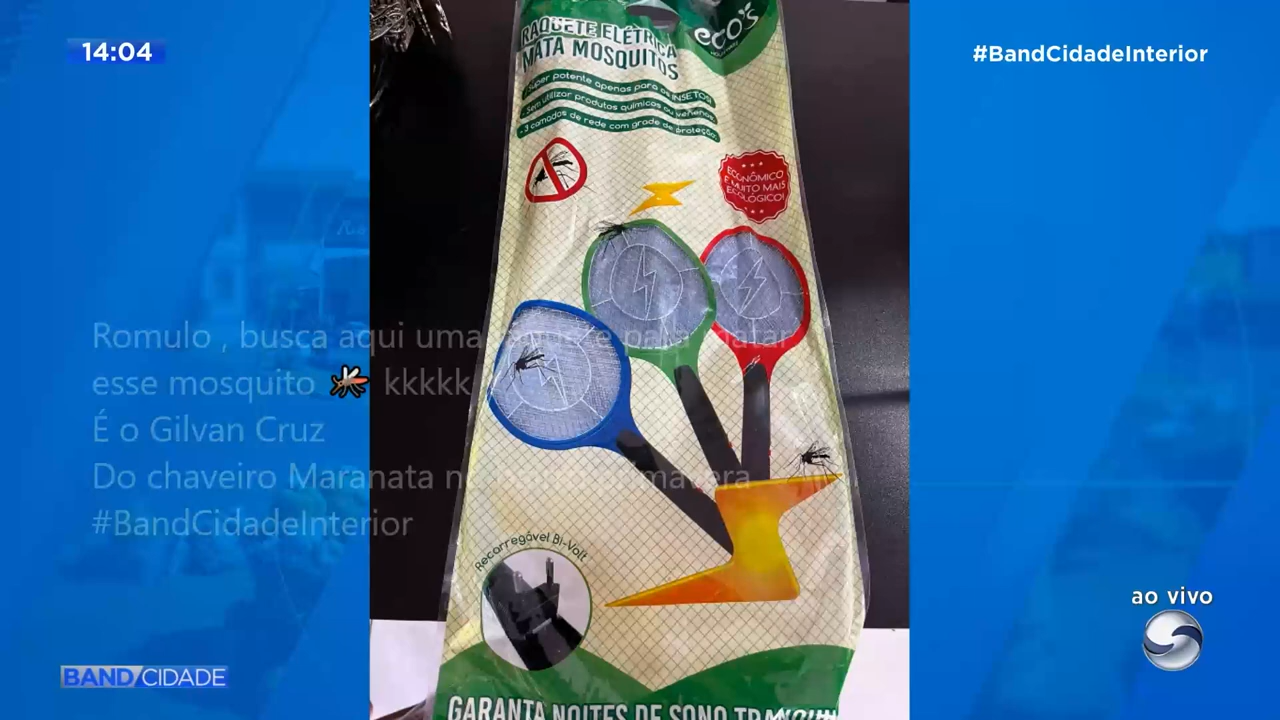 14:04
#BandCidadeInterior
eco's
RAQUETE ELÉTRICA
MATA MOSQUITOS
Super potente apenas para os INSETOS!
Sem utilizar produtos químicos ou venenos
3 camadas de rede com grade de proteção
ECONÔMICO
E MUITO MAIS
ECOLÓGICO!
Romulo , busca aqui uma
esse mosquito 🦟 kkkkk
É o Gilvan Cruz
Do chaveiro Maranata
#BandCidadeInterior
Recarregável Bi-Volt
ao vivo
BAND/CIDADE
GARANTA NOITES DE SONO